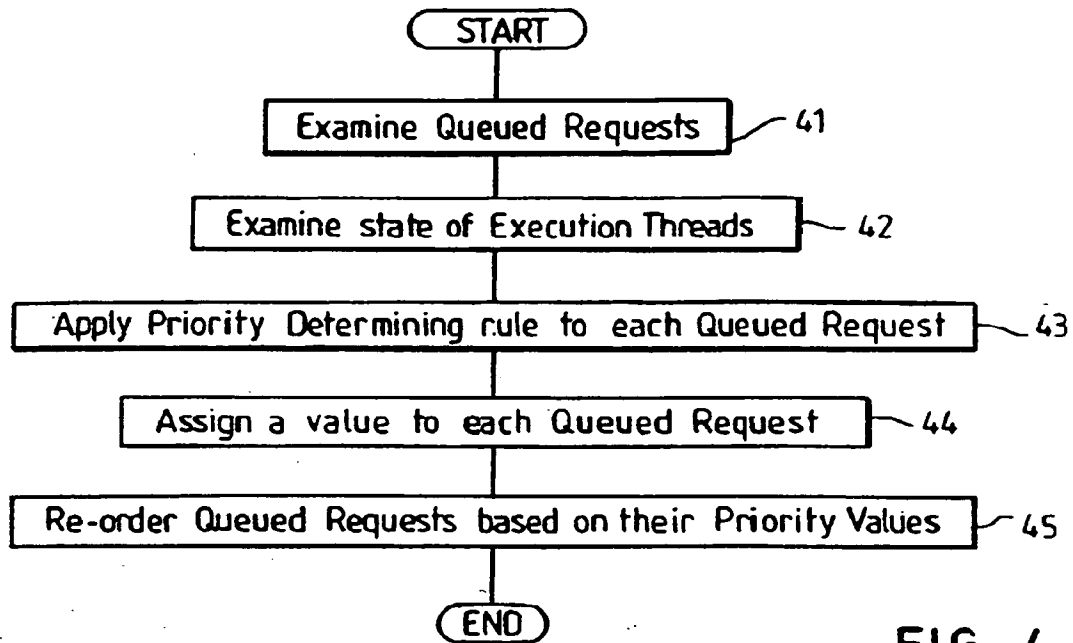 START
Examine Queued Requests 41
Examine state of Execution Threads 42
Apply Priority Determining rule to each Queued Request 43
Assign a value to each Queued Request 44
Re-order Queued Requests based on their Priority Values 45
END
FIG. 4